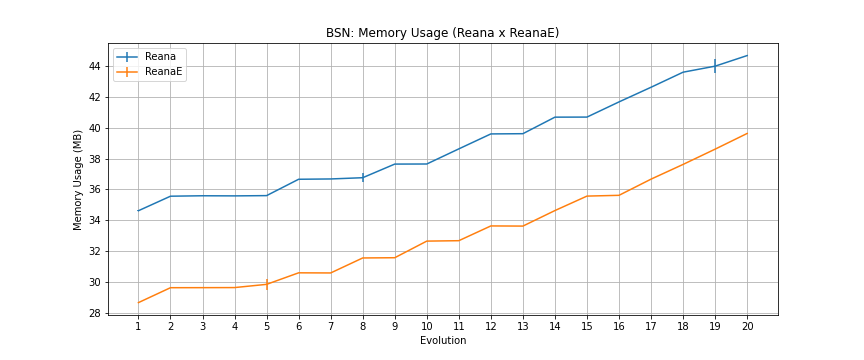 BSN: Memory Usage (Reana x ReanaE)
Reana
ReanaE
Memory Usage (MB)
44
42
40
38
36
34
32
30
28
1 2 3 4 5 6 7 8 9 10 11 12 13 14 15 16 17 18 19 20
Evolution